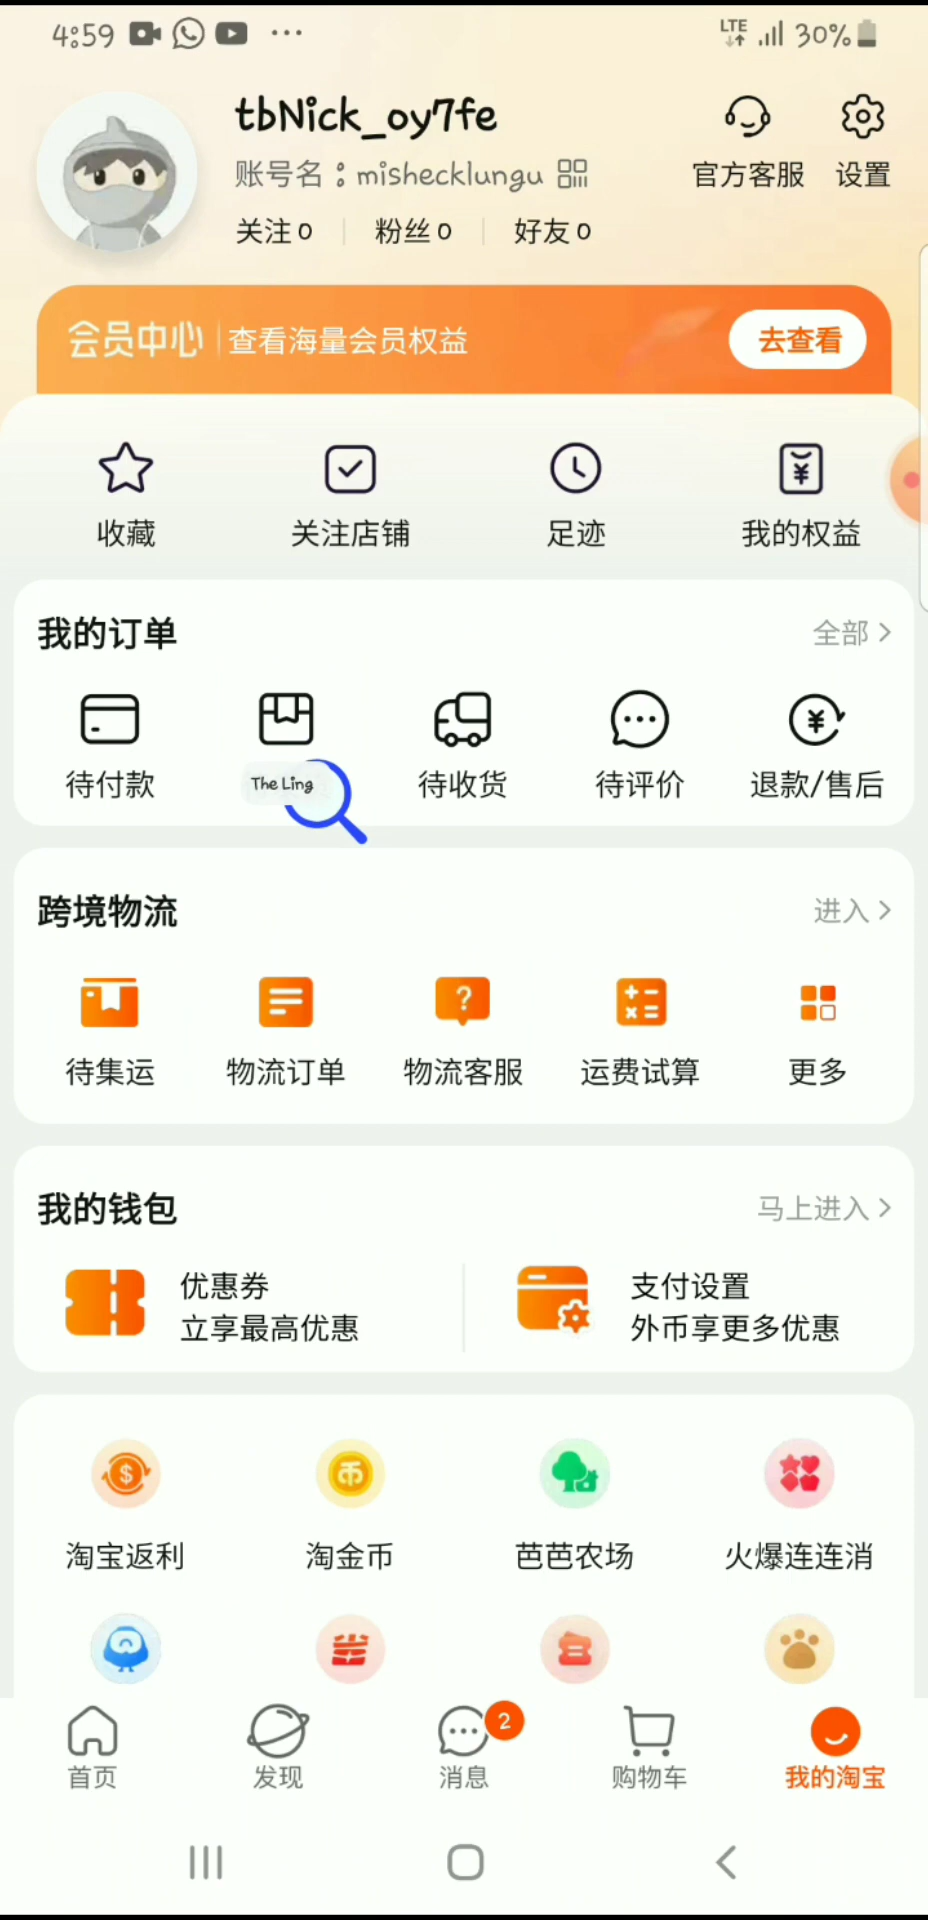 4:59 LTE 30%
tbNick_oy7fe
账号名：mishecklungu
官方客服 设置
关注 0 粉丝 0 好友 0
会员中心 查看海量会员权益 去查看
收藏 关注店铺 足迹 我的权益
我的订单 全部
待付款 The Ling 待收货 待评价 退款/售后
跨境物流 进入
待集运 物流订单 物流客服 运费试算 更多
我的钱包 马上进入
优惠券 支付设置
立享最高优惠 外币享更多优惠
淘宝返利 淘金币 芭芭农场 火爆连连消
2
首页 发现 消息 购物车 我的淘宝